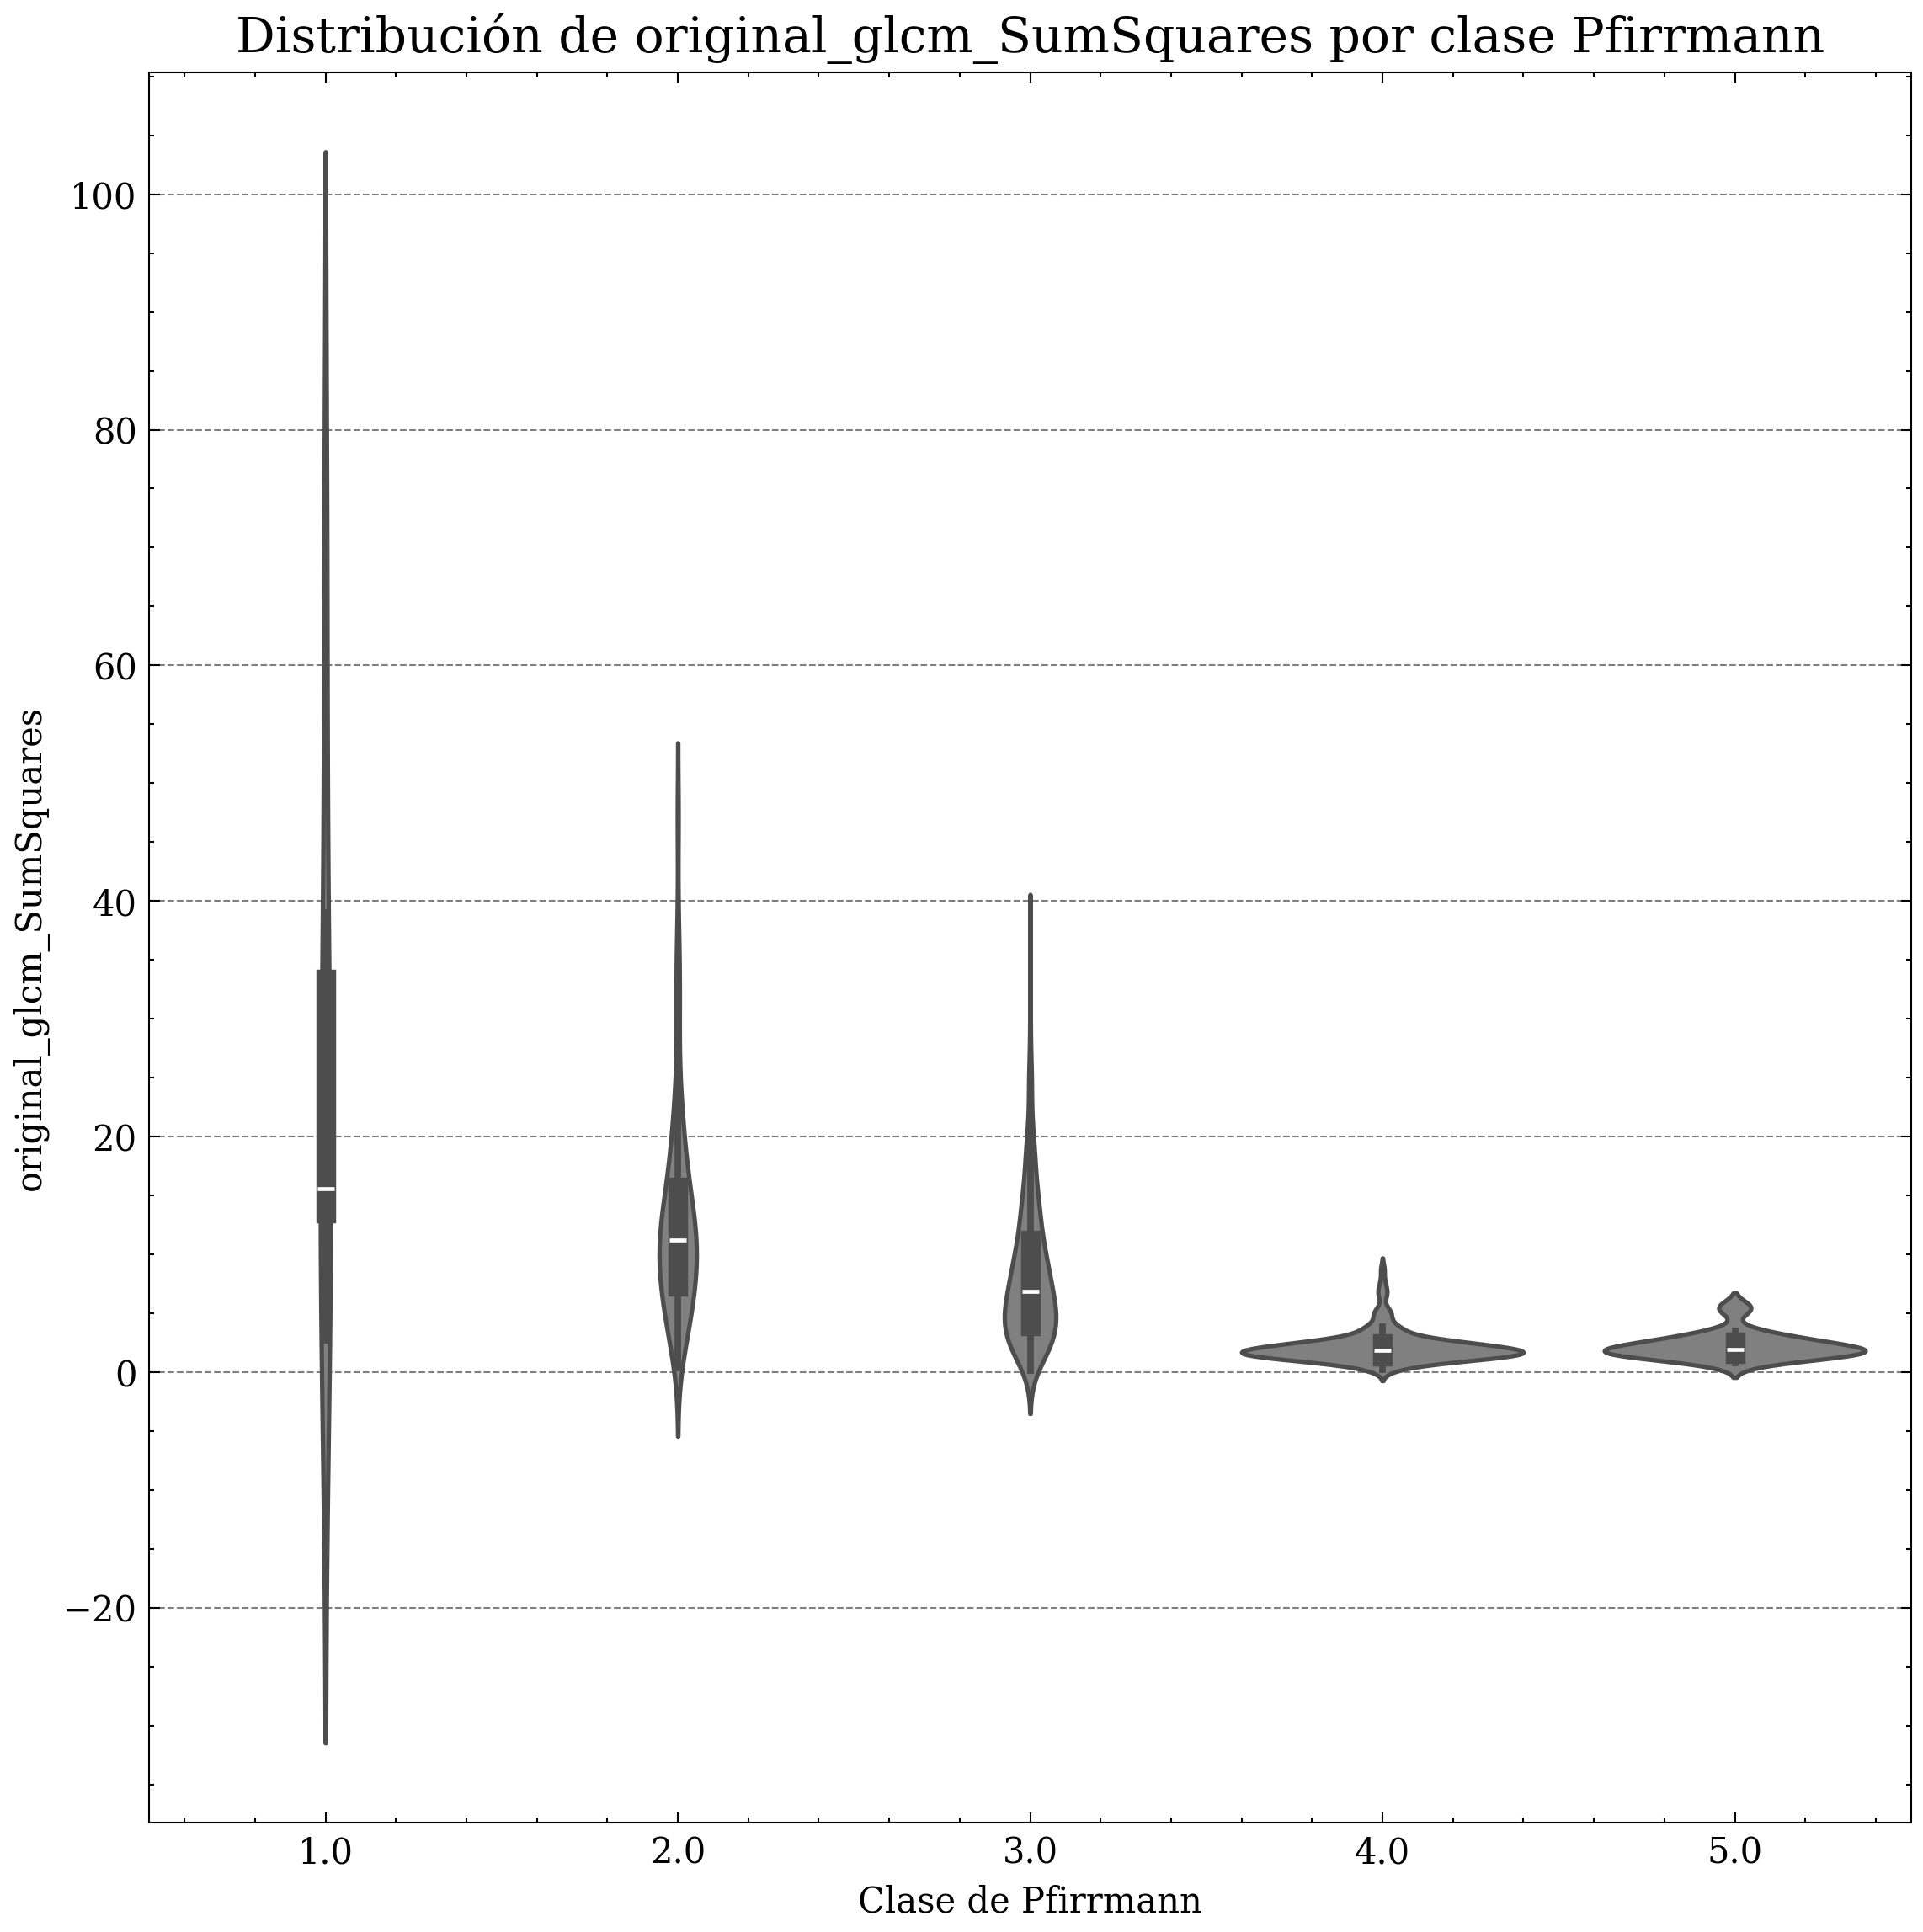 Distribución de original_glcm_SumSquares por clase Pfirrmann
original_glcm_SumSquares
100
80
60
40
20
0
−20
1.0 2.0 3.0 4.0 5.0
Clase de Pfirrmann